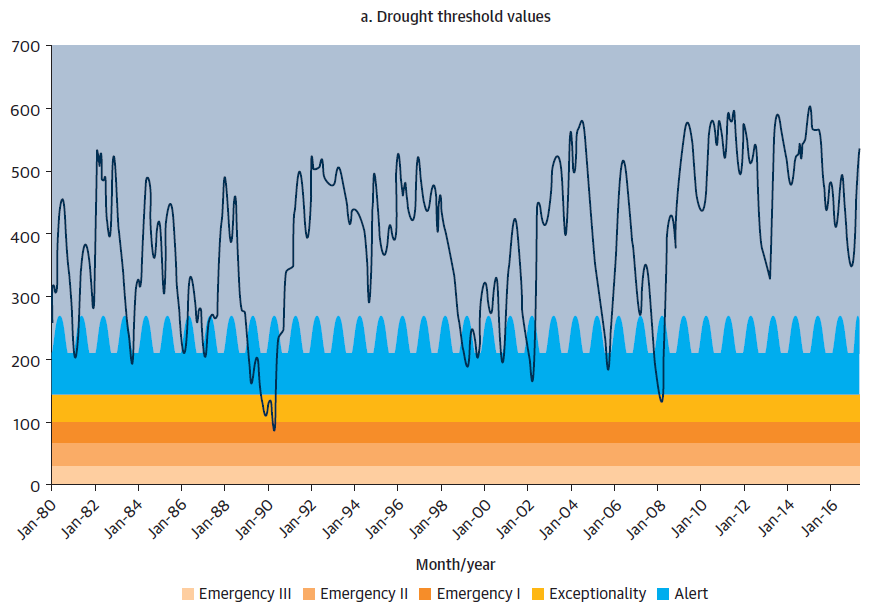 a. Drought threshold values
700
600
500
400
300
200
100
0
Jan-80 Jan-82 Jan-84 Jan-86 Jan-88 Jan-90 Jan-92 Jan-94 Jan-96 Jan-98 Jan-00 Jan-02 Jan-04 Jan-06 Jan-08 Jan-10 Jan-12 Jan-14 Jan-16
Month/year
Emergency III Emergency II Emergency I Exceptionality Alert